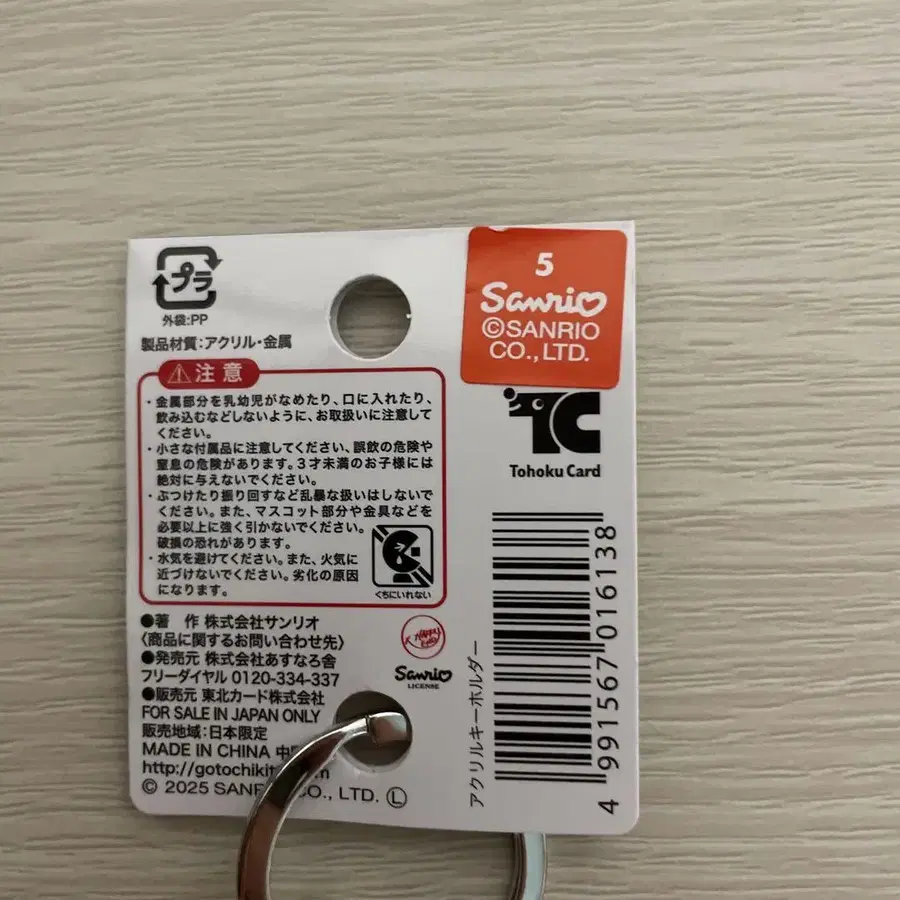 プラ
外袋:PP
製品材質:アクリル・金属
注意
・金属部分を乳幼児がなめたり、口に入れたり、
飲み込むなどしないように、お取扱いに注意して
ください。
・小さな付属品に注意してください、誤飲の危険や
窒息の危険があります。3才未満のお子様には
絶対に与えないでください。
・ぶつけたり振り回すなど乱暴な扱いはしないで
ください。また、マスコット部分や金具などを
必要以上に強く引かないでください。
破損の恐れがあります。
・水気を避けてください。また、火気に
近づけないでください。劣化の原因
になります。
くちにいれない
●著 作 株式会社サンリオ
〈商品に関するお問い合わせ先〉
●発売元 株式会社あすなろ舎
フリーダイヤル 0120-334-337
●販売元 東北カード株式会社
FOR SALE IN JAPAN ONLY
販売地域:日本限定
MADE IN CHINA 中
http://gotochikit
© 2025 SANR CO., LTD. Ⓛ
Sanrio
LICENSE
5
Sanrio
©SANRIO
CO., LTD.
TC
Tohoku Card
アクリルキーホルダー
4 991567 016138